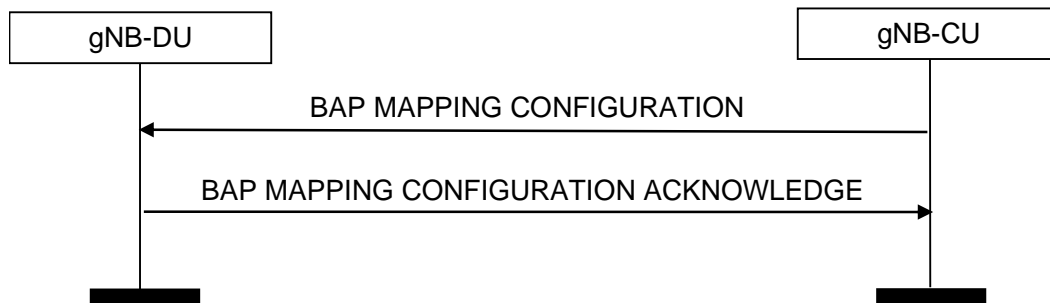 gNB-DU
gNB-CU
BAP MAPPING CONFIGURATION
BAP MAPPING CONFIGURATION ACKNOWLEDGE